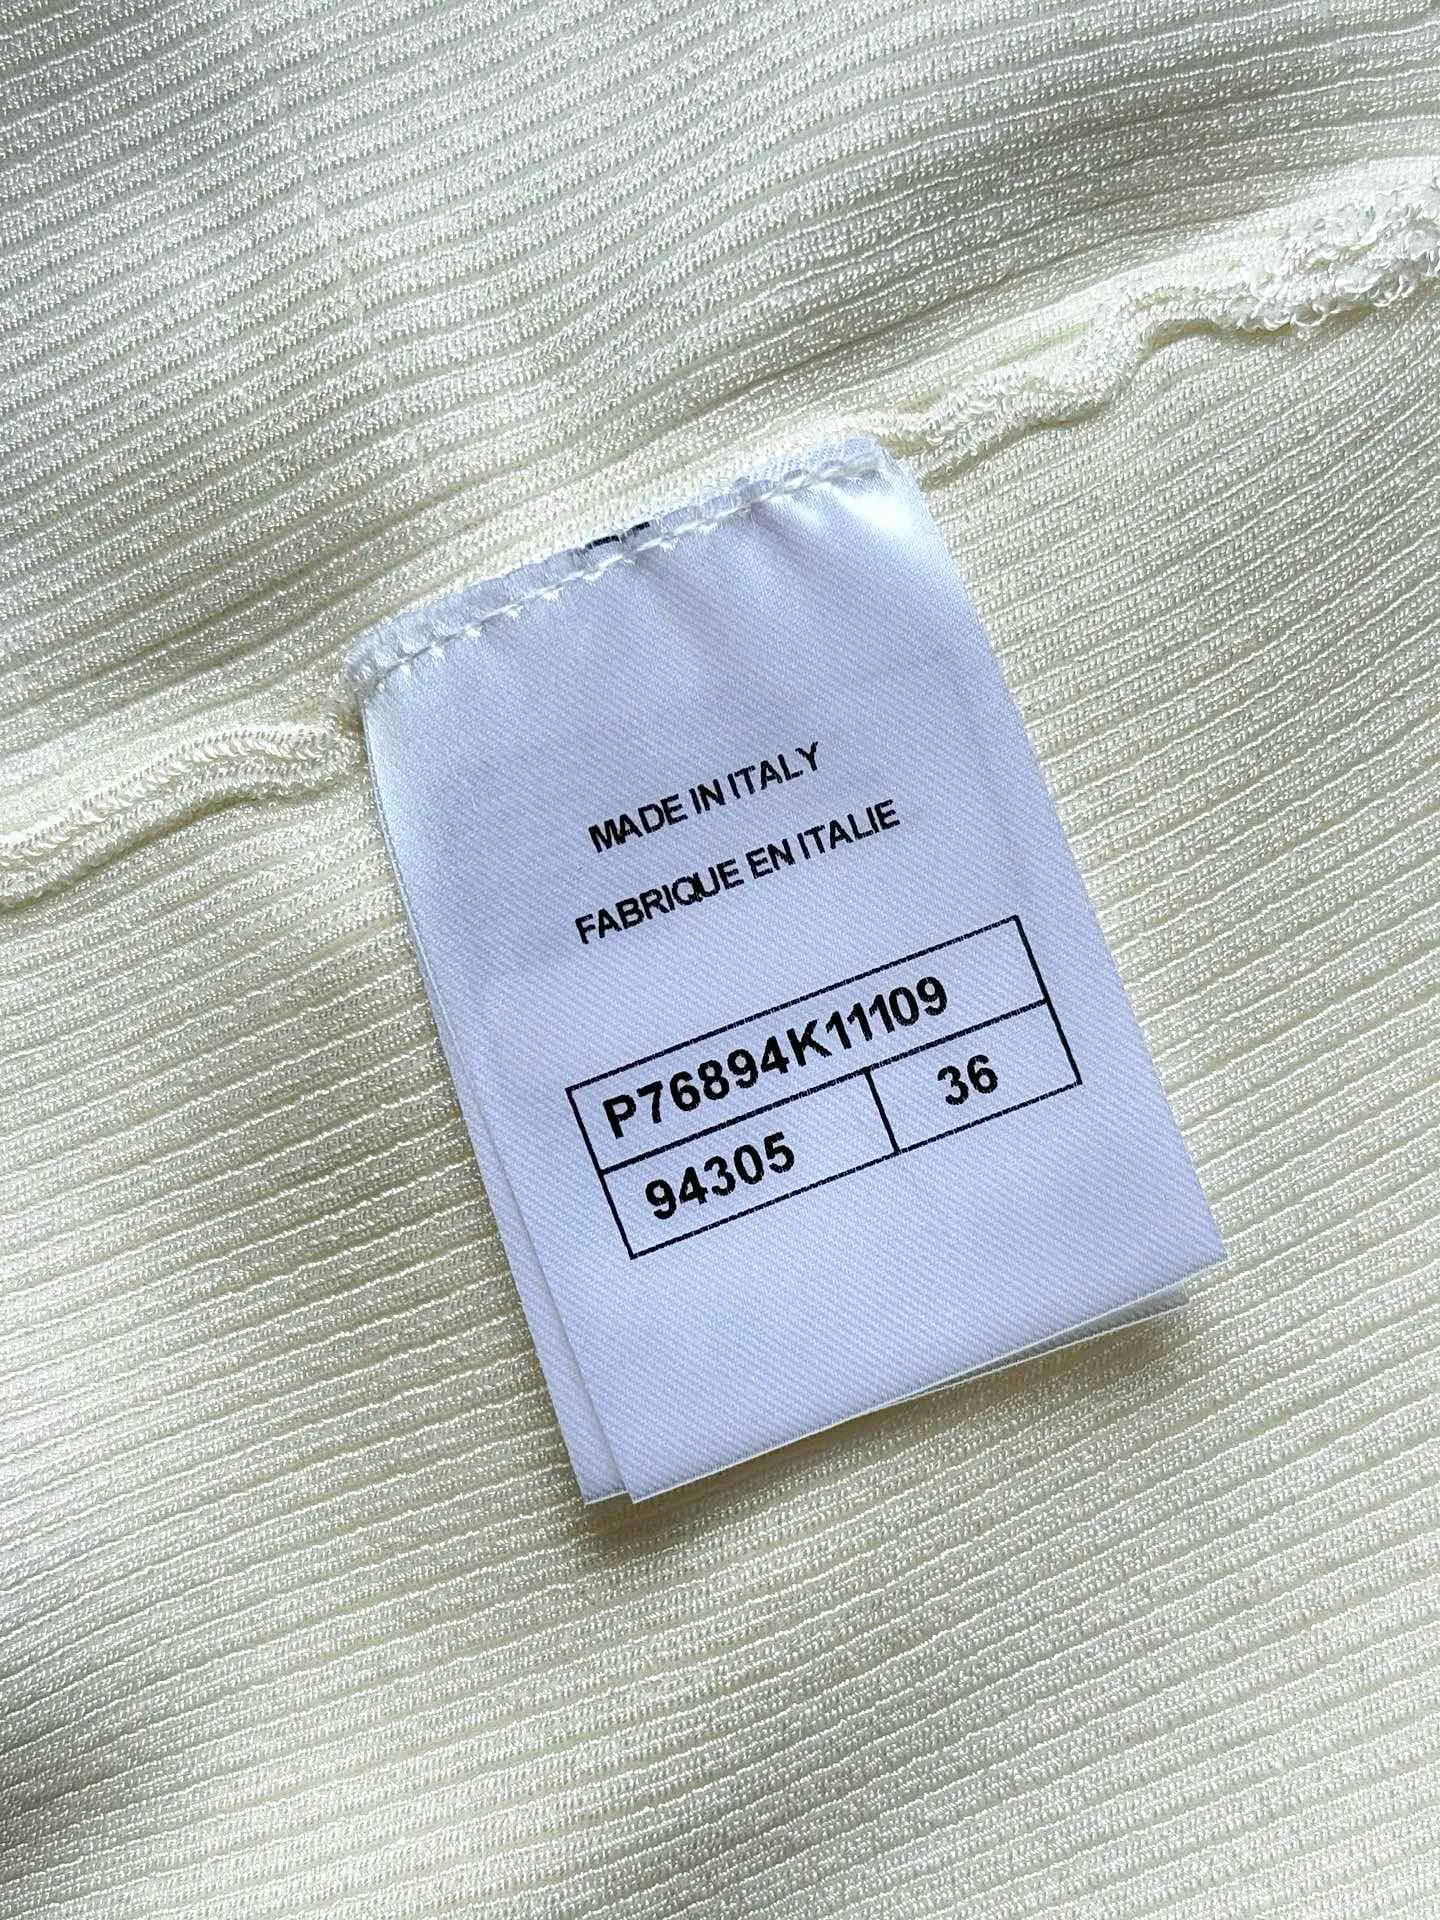 MADE IN ITALY
FABRIQUE EN ITALIE
P76894K11109
94305 36